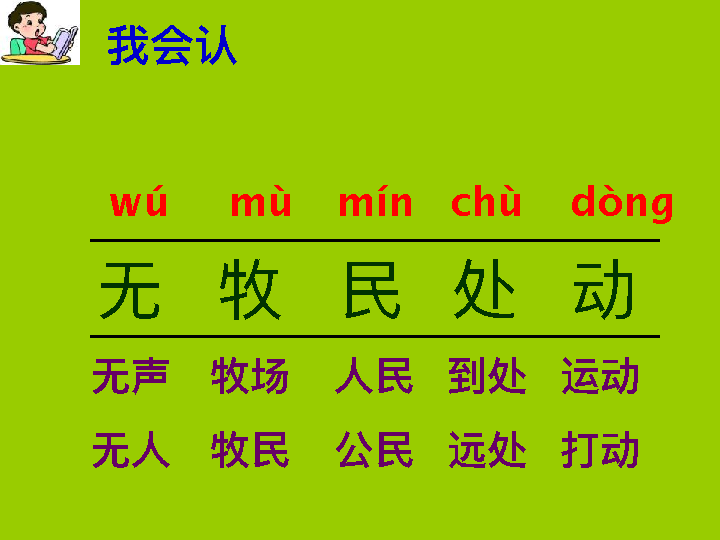 我会认
wú mù mín chù dòng
无 牧 民 处 动
无声 牧场 人民 到处 运动
无人 牧民 公民 远处 打动